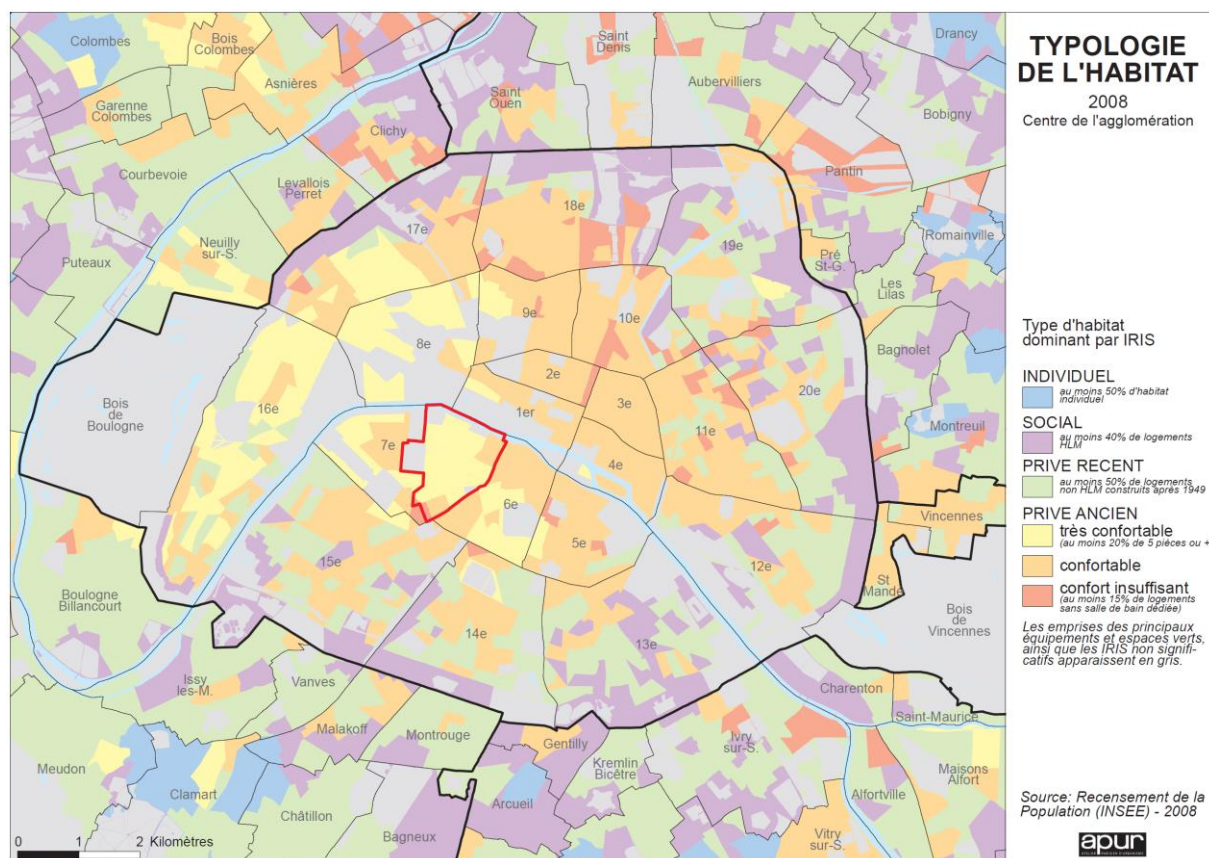 TYPOLOGIE
DE L'HABITAT
2008
Centre de l'agglomération
Type d'habitat
dominant par IRIS
INDIVIDUEL
au moins 50% d'habitat
individuel
SOCIAL
au moins 40% de logements
HLM
PRIVE RECENT
au moins 50% de logements
non HLM construits après 1949
PRIVE ANCIEN
très confortable
(au moins 20% de 5 pièces ou +
confortable
confort insuffisant
(au moins 15% de logements
sans salle de bain dédiée)
Les emprises des principaux
équipements et espaces verts,
ainsi que les IRIS non signifi-
catifs apparaissent en gris.
Source: Recensement de la
Population (INSEE) - 2008
apur
Colombes
Bois
Colombes
Asnières
Garenne
Colombes
Courbevoie
Clichy
Levallois
Perret
Neuilly
sur-S.
Puteaux
Saint
Ouen
Saint
Denis
Aubervilliers
Drancy
Bobigny
Pantin
Romainville
Pré
St-G.
Les
Lilas
Bagnolet
Montreuil
Vincennes
St
Mandé
Bois
de
Vincennes
Bois
de
Boulogne
17e
18e
19e
8e
9e
10e
2e
3e
1er
16e
20e
11e
7e
4e
6e
5e
15e
12e
14e
13e
Boulogne
Billancourt
Issy
les-M.
Vanves
Malakoff
Montrouge
Gentilly
Kremlin
Bicêtre
Ivry
sur-S.
Charenton
Saint-Maurice
Maisons
Alfort
Alfortville
Vitry
sur-S.
Arcueil
Bagneux
Châtillon
Clamart
Meudon
0 1 2 Kilomètres